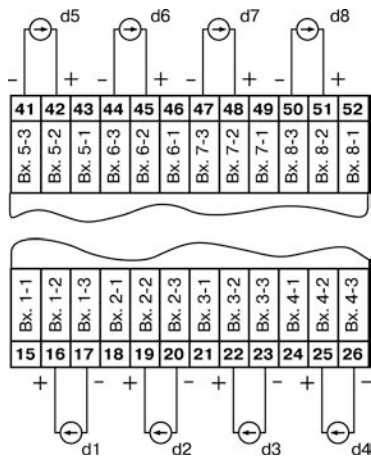 d5 d6 d7 d8
– + – + – + – +
41 42 43 44 45 46 47 48 49 50 51 52
Вх. 5-3 Вх. 5-2 Вх. 5-1 Вх. 6-3 Вх. 6-2 Вх. 6-1 Вх. 7-3 Вх. 7-2 Вх. 7-1 Вх. 8-3 Вх. 8-2 Вх. 8-1
Вх. 1-1 Вх. 1-2 Вх. 1-3 Вх. 2-1 Вх. 2-2 Вх. 2-3 Вх. 3-1 Вх. 3-2 Вх. 3-3 Вх. 4-1 Вх. 4-2 Вх. 4-3
15 16 17 18 19 20 21 22 23 24 25 26
+ – + – + – + –
d1 d2 d3 d4